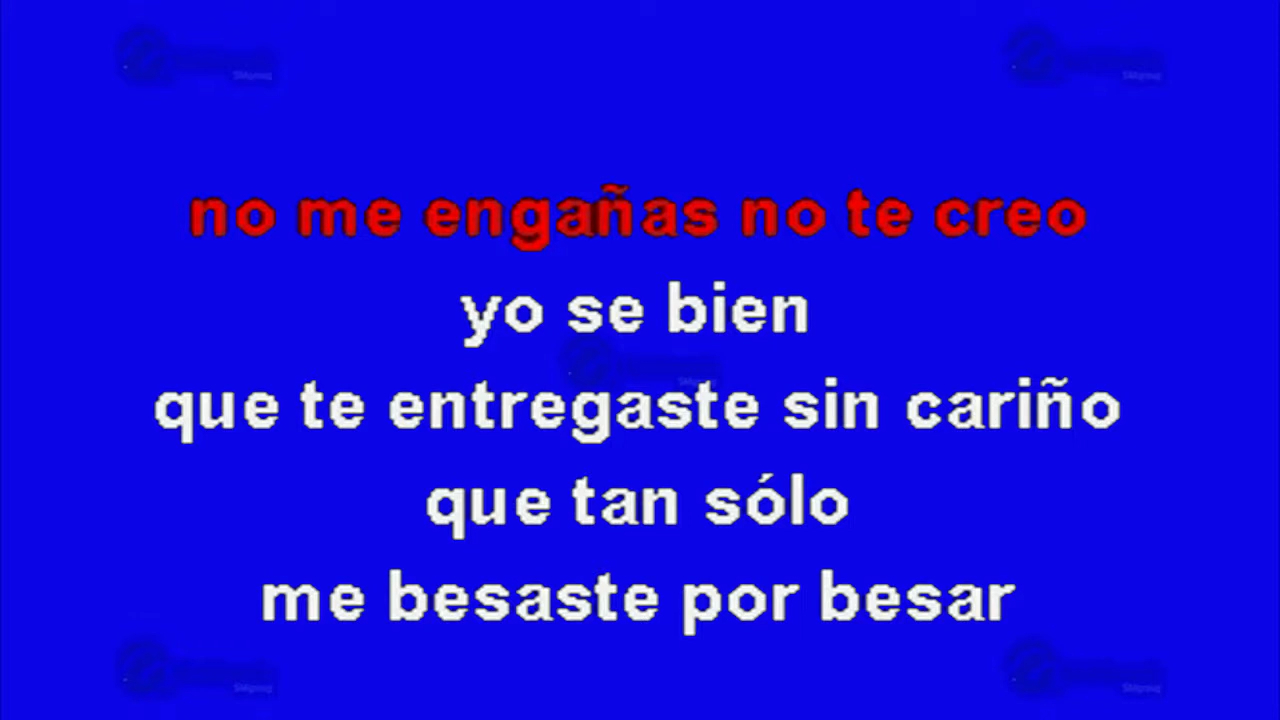 no me engañas no te creo
yo se bien
que te entregaste sin cariño
que tan sólo
me besaste por besar